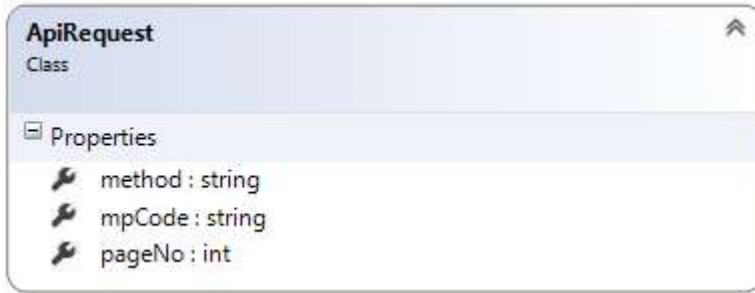 ApiRequest
Class
Properties
method : string
mpCode : string
pageNo : int